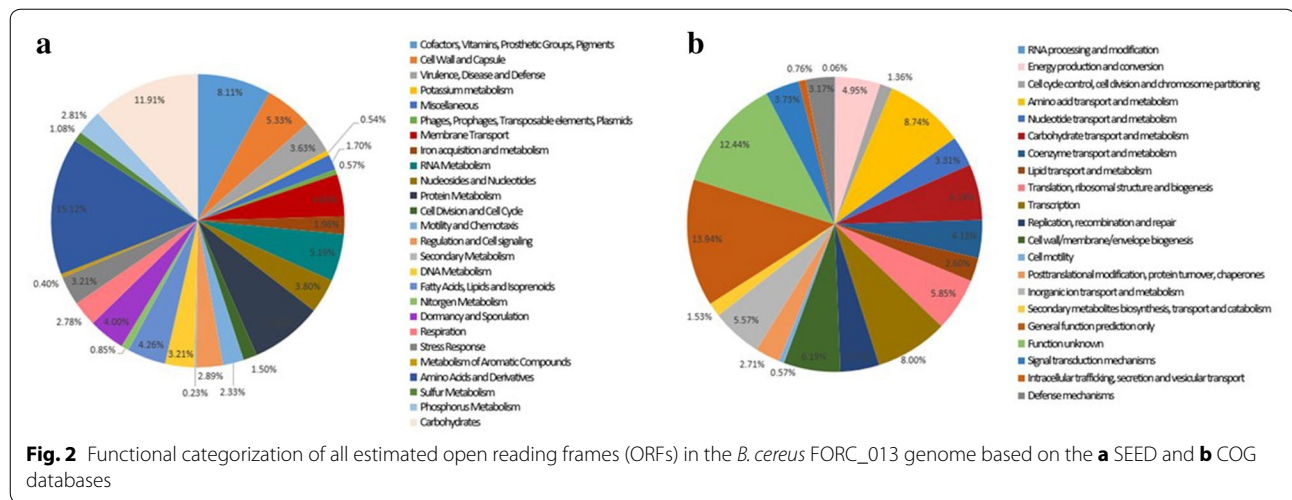 a
8.11%
5.33%
3.63%
0.54%
1.70%
0.57%
5.19%
3.80%
1.50%
2.33%
2.89%
0.23%
3.21%
4.26%
0.85%
4.00%
2.78%
3.21%
0.40%
15.12%
1.08%
2.81%
11.91%
Cofactors, Vitamins, Prosthetic Groups, Pigments
Cell Wall and Capsule
Virulence, Disease and Defense
Potassium metabolism
Miscellaneous
Phages, Prophages, Transposable elements, Plasmids
Membrane Transport
Iron acquisition and metabolism
RNA Metabolism
Nucleosides and Nucleotides
Protein Metabolism
Cell Division and Cell Cycle
Motility and Chemotaxis
Regulation and Cell signaling
Secondary Metabolism
DNA Metabolism
Fatty Acids, Lipids and Isoprenoids
Nitorgen Metabolism
Dormancy and Sporulation
Respiration
Stress Response
Metabolism of Aromatic Compounds
Amino Acids and Derivatives
Sulfur Metabolism
Phosphorus Metabolism
Carbohydrates
b
0.06%
4.95%
1.36%
8.74%
3.31%
4.33%
2.60%
5.85%
8.00%
6.19%
0.57%
2.71%
5.57%
1.53%
13.94%
12.44%
3.73%
0.76%
3.17%
RNA processing and modification
Energy production and conversion
Cell cycle control, cell division and chromosome partitioning
Amino acid transport and metabolism
Nudeotide transport and metabolism
Carbohydrate transport and metabolism
Coenzyme transport and metabolism
Lipid transport and metabolism
Translation, ribosomal structure and biogenesis
Transcription
Replication, recombination and repair
Cell wall/membrane/envelope biogenesis
Cell motility
Posttranslational modification, protein turnover, chaperones
Inorganic ion transport and metabolism
Secondary metabolites biosynthesis, transport and catabolism
General function prediction only
Function unknown
Signal transduction mechanisms
Intracellular trafficking, secretion and vesicular transport
Defense mechanisms
Fig. 2 Functional categorization of all estimated open reading frames (ORFs) in the B. cereus FORC_013 genome based on the a SEED and b COG
databases